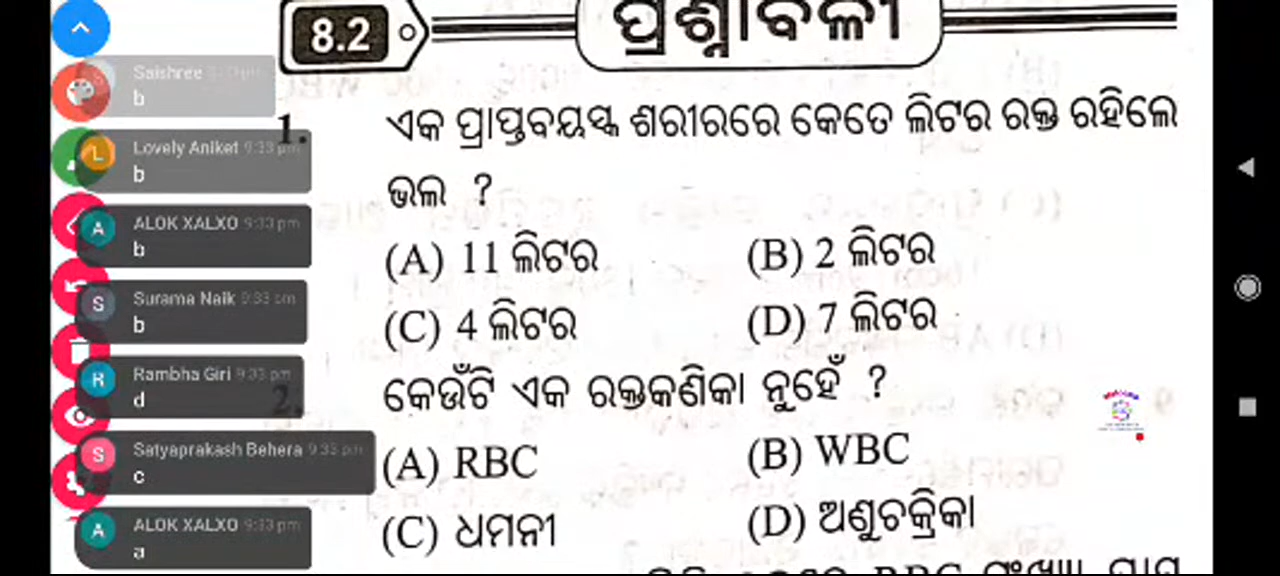 8.2 ପ୍ରଶ୍ନାବଳୀ
Saishree
b
1. ଏକ ପ୍ରାପ୍ତବୟସ୍କ ଶରୀରରେ କେତେ ଲିଟର ରକ୍ତ ରହିଲେ
Lovely Aniket 9:33 pm
b
ଭଲ ?
ALOK XALXO 9:33 pm
b
(A) 11 ଲିଟର (B) 2 ଲିଟର
Surama Naik 9:33 pm
b
(C) 4 ଲିଟର (D) 7 ଲିଟର
Rambha Giri 9:33 pm
d
2. କେଉଁଟି ଏକ ରକ୍ତକଣିକା ନୁହେଁ ?
Satyaprakash Behera 9:33 pm
c
(A) RBC (B) WBC
ALOK XALXO 9:33 pm
a
(C) ଧମନୀ (D) ଅଣୁଚକ୍ରିକା